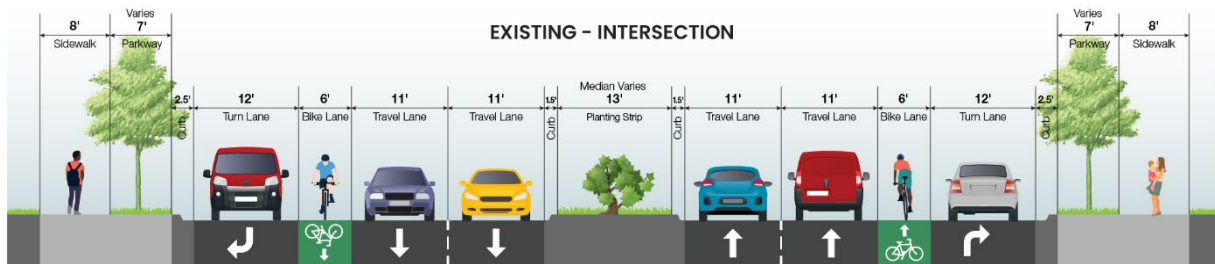 EXISTING - INTERSECTION
Varies
8'
7'
Sidewalk
Parkway
2.5'
Curb
12'
Turn Lane
6'
Bike Lane
11'
Travel Lane
11'
Travel Lane
1.5'
Curb
Median Varies
13'
Planting Strip
1.5'
Curb
11'
Travel Lane
11'
Travel Lane
6'
Bike Lane
12'
Turn Lane
2.5'
Curb
Varies
7'
Parkway
8'
Sidewalk